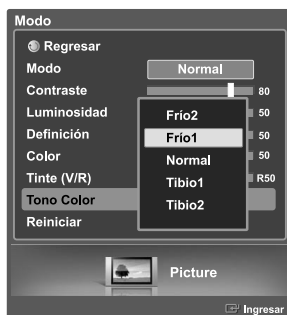 Modo
Regresar
Modo Normal
Contraste 80
Luminosidad 50
Definición 50
Color 50
Tinte (V/R) R50
Tono Color
Reiniciar
Frío2
Frío1
Normal
Tibio1
Tibio2
Picture
Ingresar